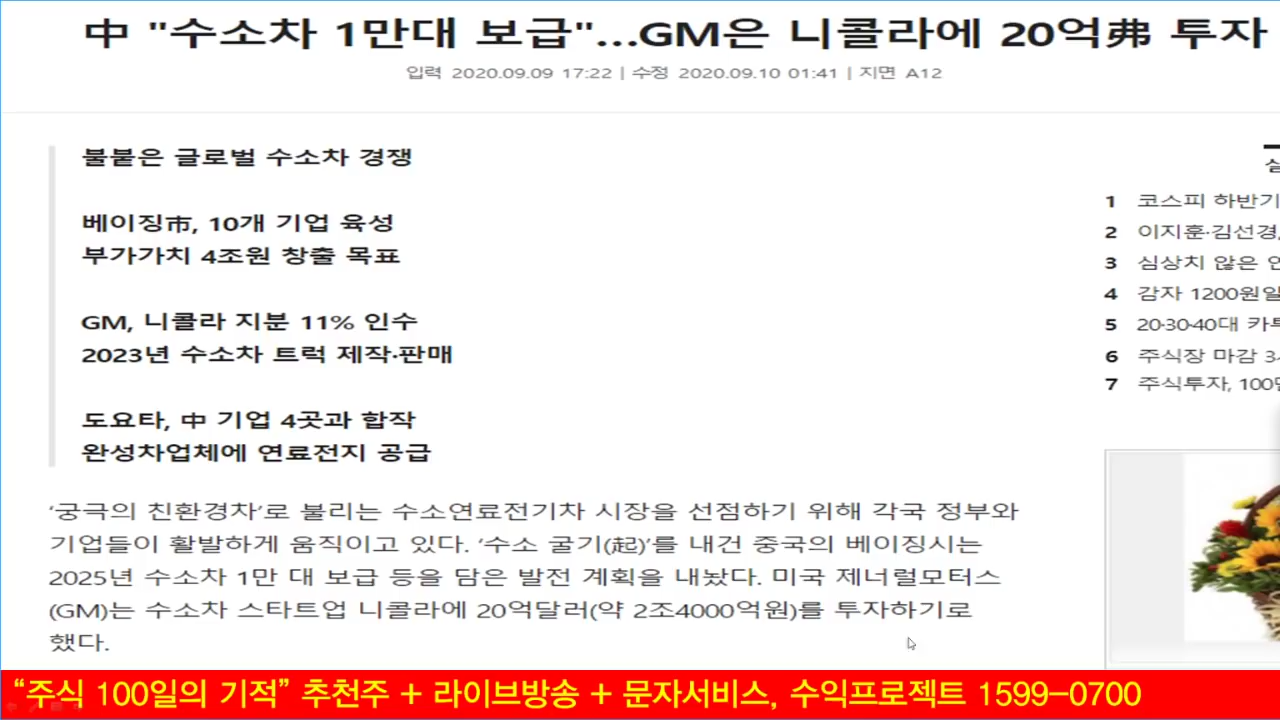 中 "수소차 1만대 보급"...GM은 니콜라에 20억弗 투자
입력 2020.09.09 17:22 | 수정 2020.09.10 01:41 | 지면 A12
불붙은 글로벌 수소차 경쟁
베이징市, 10개 기업 육성
부가가치 4조원 창출 목표
GM, 니콜라 지분 11% 인수
2023년 수소차 트럭 제작·판매
도요타, 中 기업 4곳과 합작
완성차업체에 연료전지 공급
'궁극의 친환경차'로 불리는 수소연료전기차 시장을 선점하기 위해 각국 정부와
기업들이 활발하게 움직이고 있다. '수소 굴기(起)'를 내건 중국의 베이징시는
2025년 수소차 1만 대 보급 등을 담은 발전 계획을 내놨다. 미국 제너럴모터스
(GM)는 수소차 스타트업 니콜라에 20억달러(약 2조4000억원)를 투자하기로
했다.
1 코스피 하반기
2 이지훈·김선경,
3 심상치 않은
4 감자 1200원일
5 20·30·40대 카투
6 주식장 마감
7 주식투자, 100만
“주식 100일의 기적” 추천주 + 라이브방송 + 문자서비스, 수익프로젝트 1599-0700